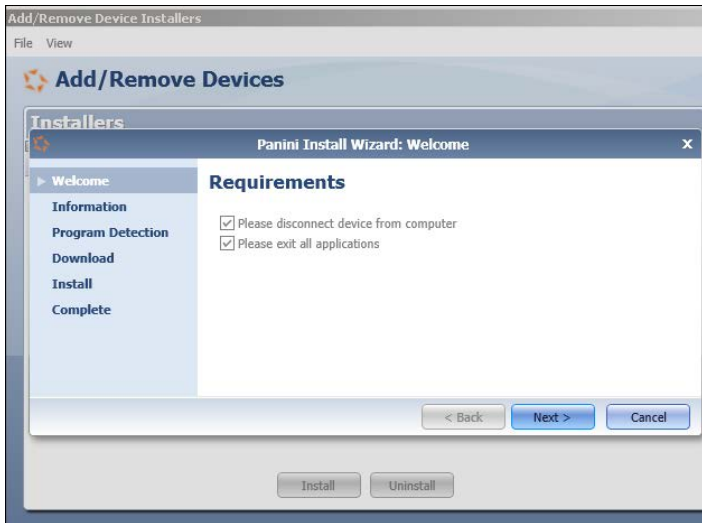 Add/Remove Device Installers
File View
Add/Remove Devices
Installers
Panini Install Wizard: Welcome x
Welcome
Information
Program Detection
Download
Install
Complete
Requirements
Please disconnect device from computer
Please exit all applications
< Back Next > Cancel
Install Uninstall